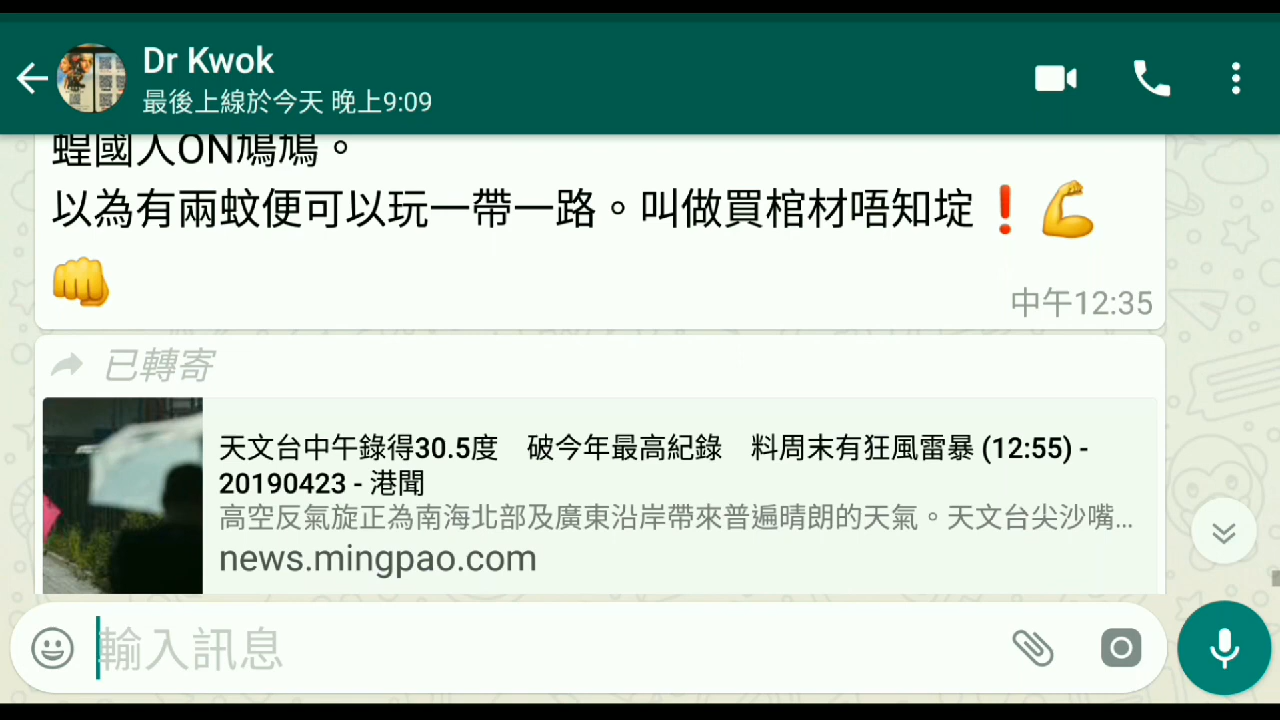 Dr Kwok
最後上線於今天 晚上9:09
蝗國人ON鳩鳩。
以為有兩蚊便可以玩一帶一路。叫做買棺材唔知埞❗💪
👊
中午12:35
已轉寄
天文台中午錄得30.5度　破今年最高紀錄　料周末有狂風雷暴 (12:55) -
20190423 - 港聞
高空反氣旋正為南海北部及廣東沿岸帶來普遍晴朗的天氣。天文台尖沙嘴...
news.mingpao.com
輸入訊息